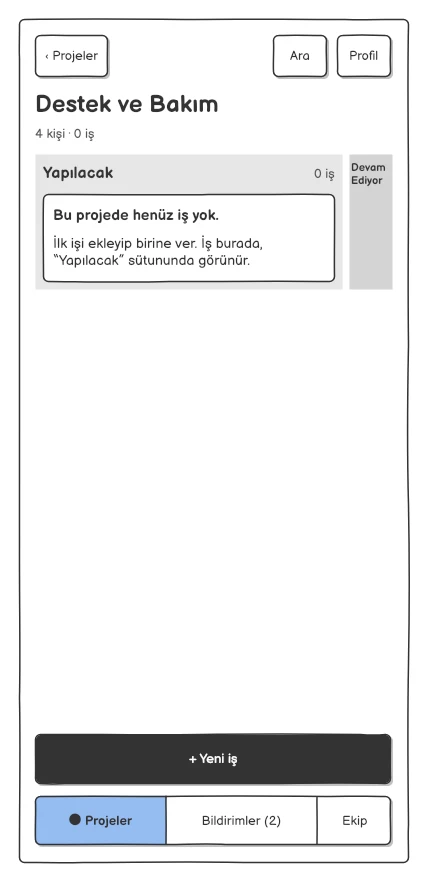 ‹ Projeler
Ara
Profil
Destek ve Bakım
4 kişi · 0 iş
Yapılacak
0 iş
Devam
Ediyor
Bu projede henüz iş yok.
İlk işi ekleyip birine ver. İş burada,
“Yapılacak” sütununda görünür.
+ Yeni iş
Projeler
Bildirimler (2)
Ekip